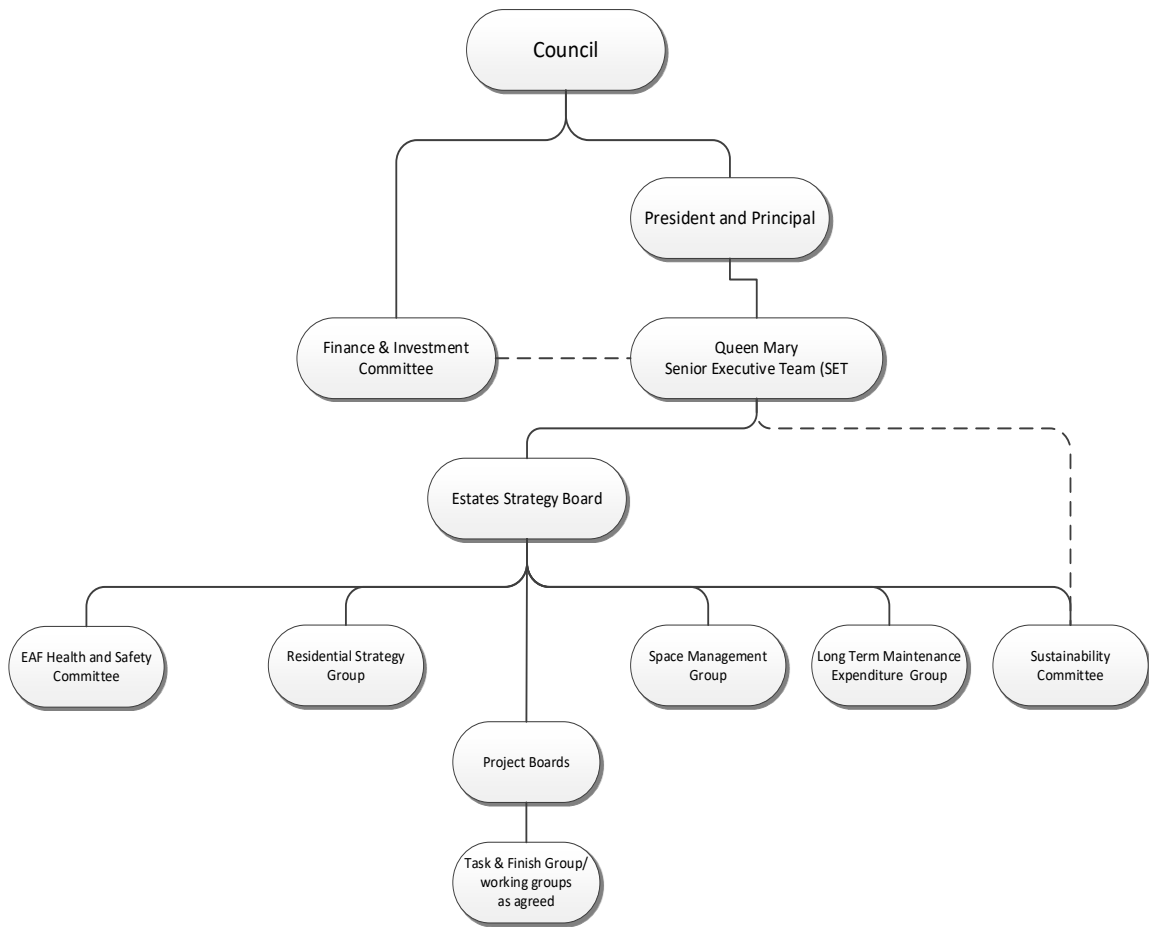 Council
President and Principal
Finance & Investment
Committee
Queen Mary
Senior Executive Team (SET
Estates Strategy Board
EAF Health and Safety
Committee
Residential Strategy
Group
Space Management
Group
Long Term Maintenance
Expenditure Group
Sustainability
Committee
Project Boards
Task & Finish Group/
working groups
as agreed